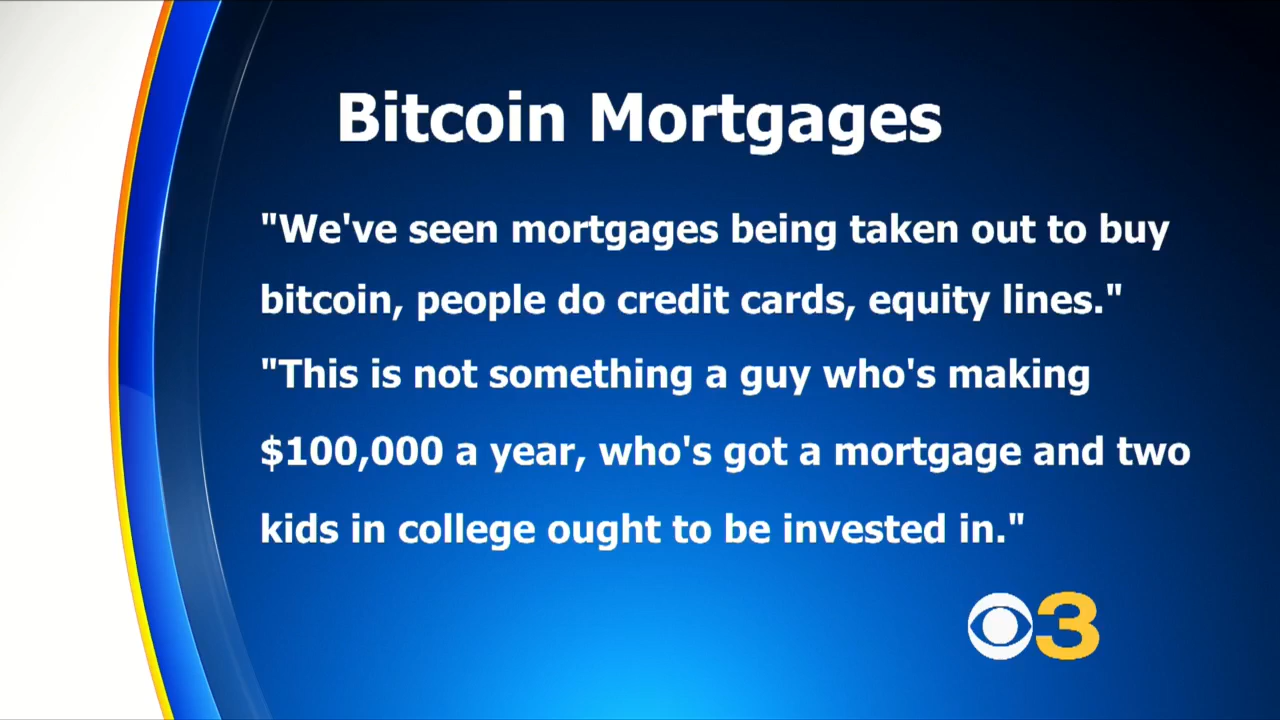 Bitcoin Mortgages
"We've seen mortgages being taken out to buy
bitcoin, people do credit cards, equity lines."
"This is not something a guy who's making
$100,000 a year, who's got a mortgage and two
kids in college ought to be invested in."
3